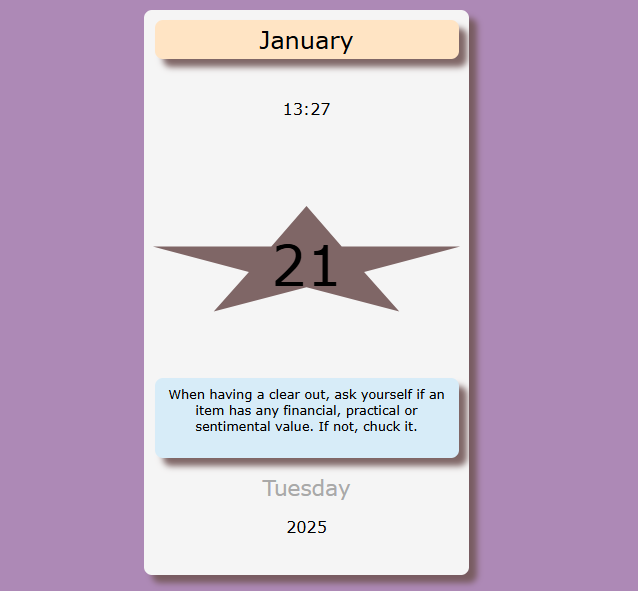 January
13:27
21
When having a clear out, ask yourself if an
item has any financial, practical or
sentimental value. If not, chuck it.
Tuesday
2025